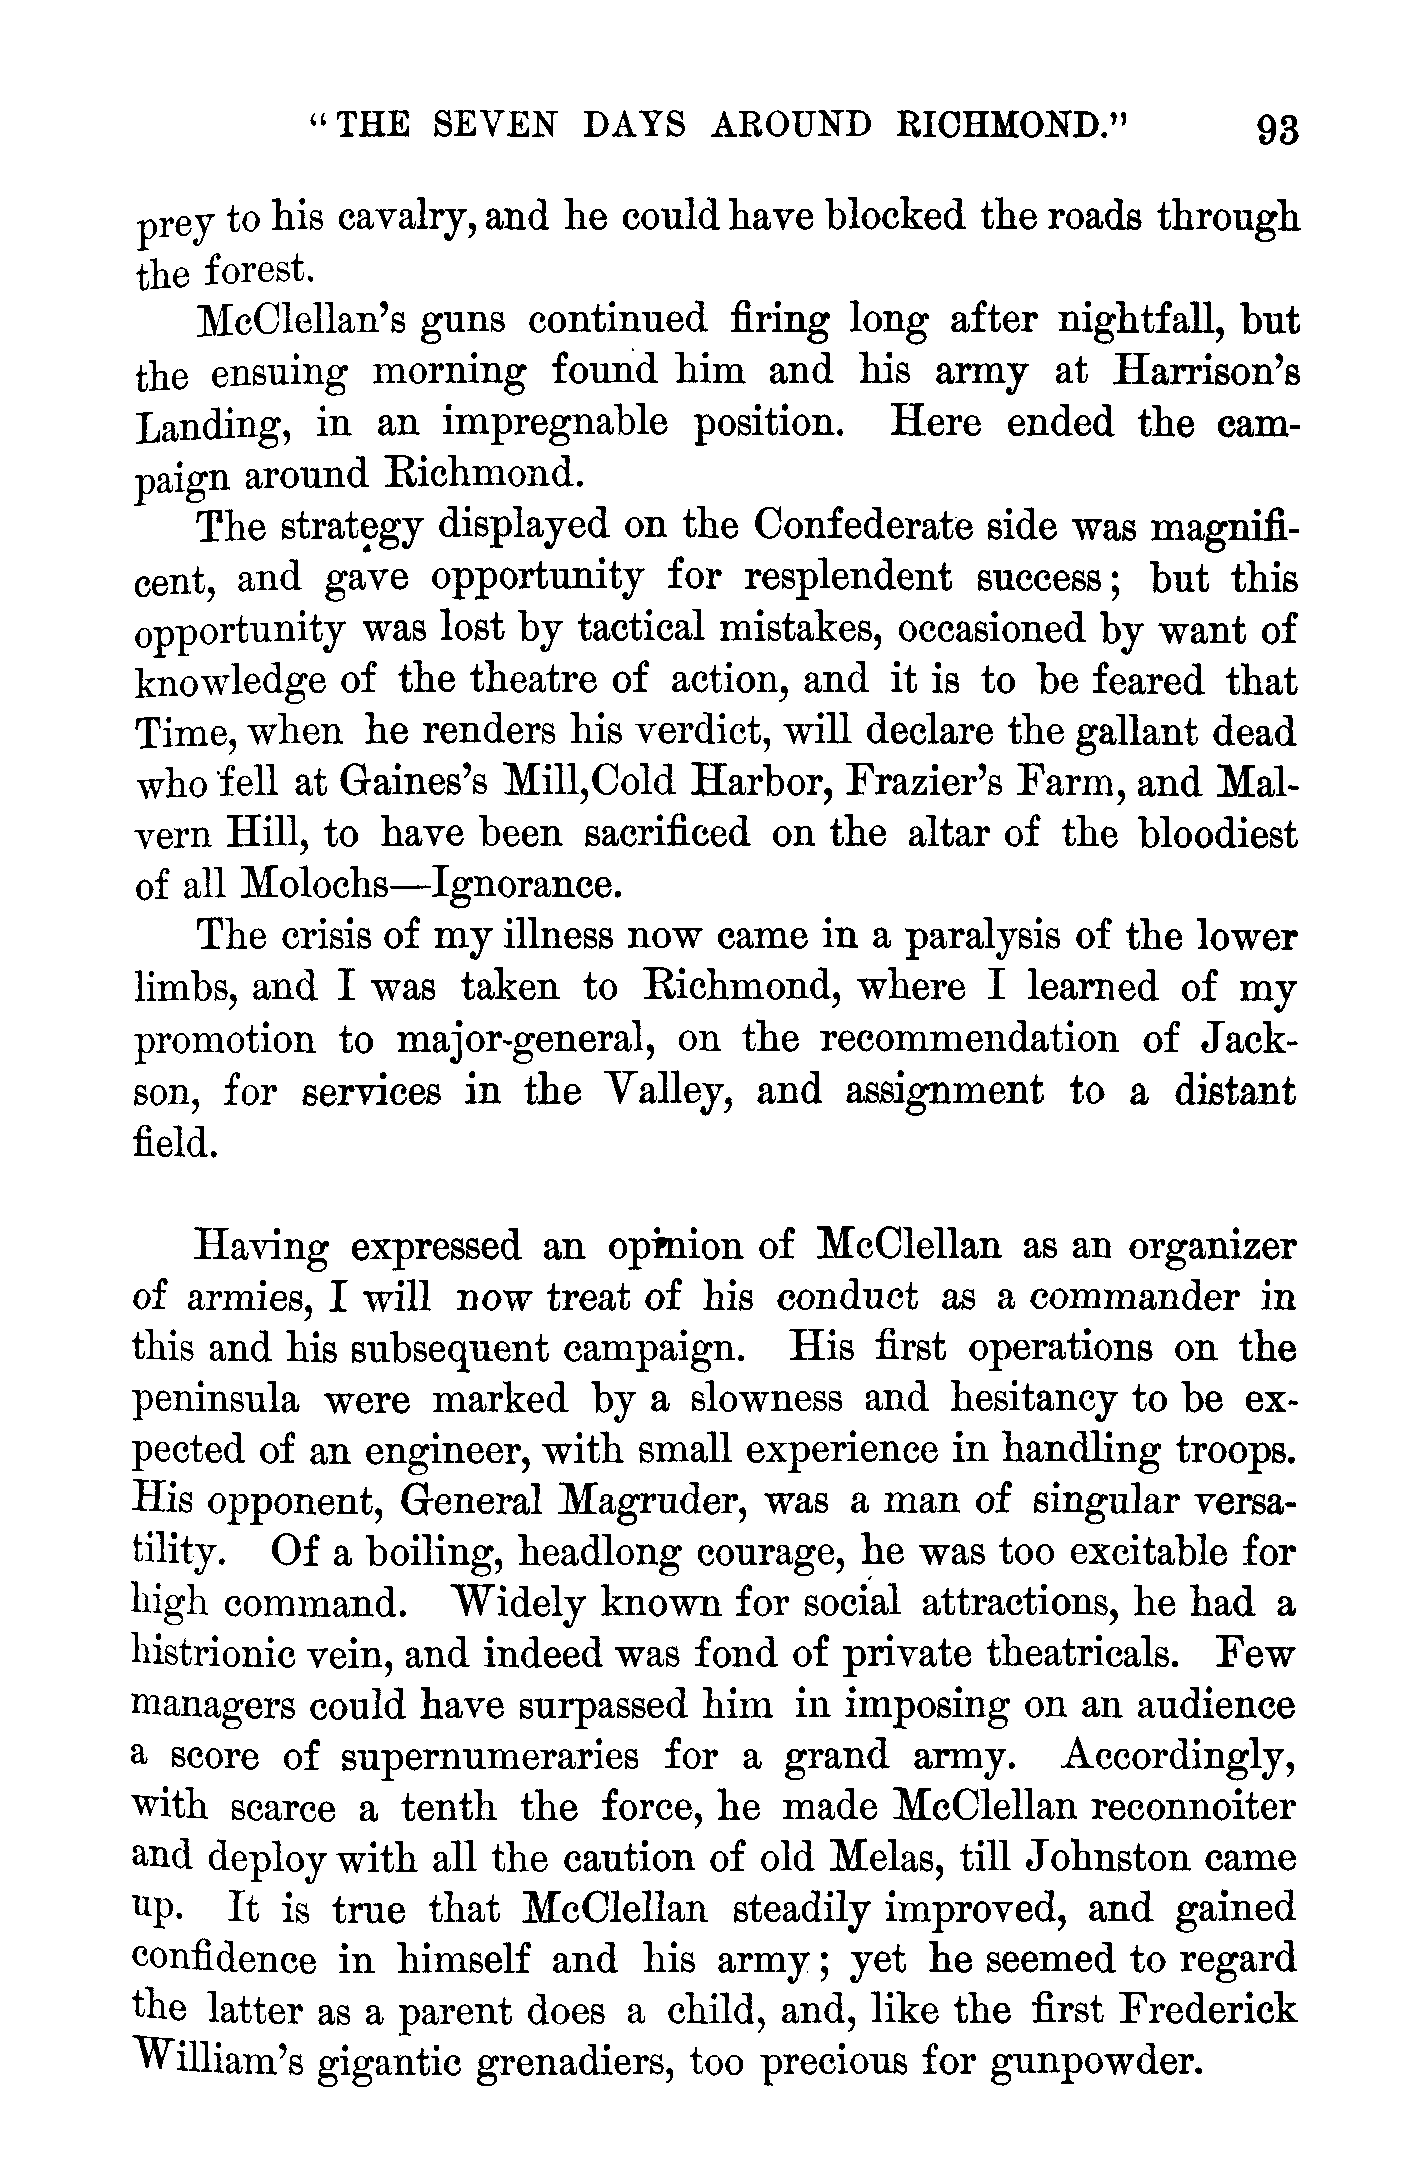 “ THE SEVEN DAYS AROUND RICHMOND.” 93
prey to his cavalry, and he could have blocked the roads through
the forest.
McClellan’s guns continued firing long after nightfall, but
the ensuing morning found him and his army at Harrison’s
Landing, in an impregnable position. Here ended the cam-
paign around Richmond.
The strategy displayed on the Confederate side was magnifi-
cent, and gave opportunity for resplendent success; but this
opportunity was lost by tactical mistakes, occasioned by want of
knowledge of the theatre of action, and it is to be feared that
Time, when he renders his verdict, will declare the gallant dead
who fell at Gaines’s Mill,Cold Harbor, Frazier’s Farm, and Mal-
vern Hill, to have been sacrificed on the altar of the bloodiest
of all Molochs—Ignorance.
The crisis of my illness now came in a paralysis of the lower
limbs, and I was taken to Richmond, where I learned of my
promotion to major-general, on the recommendation of Jack-
son, for services in the Valley, and assignment to a distant
field.
Having expressed an opinion of McClellan as an organizer
of armies, I will now treat of his conduct as a commander in
this and his subsequent campaign. His first operations on the
peninsula were marked by a slowness and hesitancy to be ex-
pected of an engineer, with small experience in handling troops.
His opponent, General Magruder, was a man of singular versa-
tility. Of a boiling, headlong courage, he was too excitable for
high command. Widely known for social attractions, he had a
histrionic vein, and indeed was fond of private theatricals. Few
managers could have surpassed him in imposing on an audience
a score of supernumeraries for a grand army. Accordingly,
with scarce a tenth the force, he made McClellan reconnoiter
and deploy with all the caution of old Melas, till Johnston came
up. It is true that McClellan steadily improved, and gained
confidence in himself and his army; yet he seemed to regard
the latter as a parent does a child, and, like the first Frederick
William’s gigantic grenadiers, too precious for gunpowder.